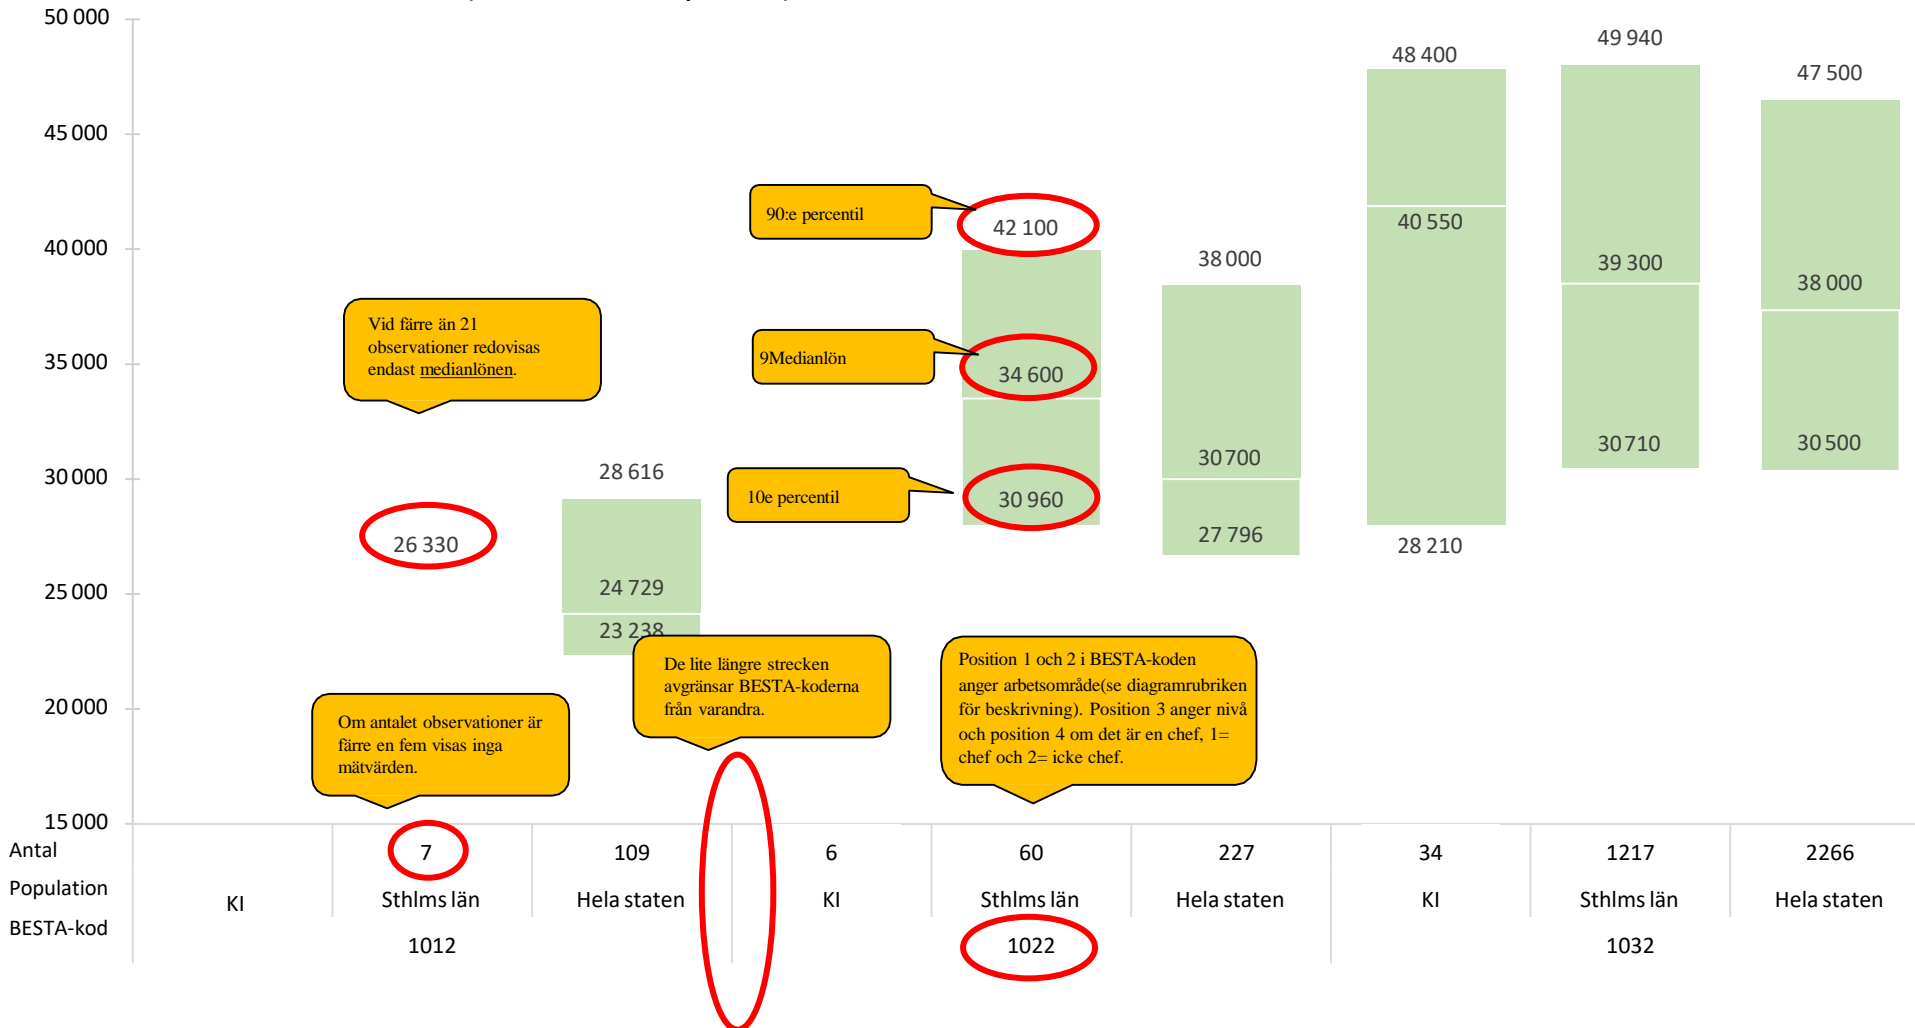 50 000
45 000
40 000
35 000
30 000
25 000
20 000
15 000
48 400
49 940
47 500
90:e percentil
42 100
40 550
38 000
39 300
38 000
Vid färre än 21
observationer redovisas
endast medianlönen.
9Medianlön
34 600
28 616
30 700
30 710
30 500
10e percentil
30 960
26 330
27 796
28 210
24 729
23 238
De lite längre strecken
avgränsar BESTA-koderna
från varandra.
Position 1 och 2 i BESTA-koden
anger arbetsområde(se diagramrubriken
för beskrivning). Position 3 anger nivå
och position 4 om det är en chef, 1=
chef och 2= icke chef.
Om antalet observationer är
färre en fem visas inga
mätvärden.
Antal 7 109 6 60 227 34 1217 2266
Population KI Sthlms län Hela staten KI Sthlms län Hela staten KI Sthlms län Hela staten
BESTA-kod 1012 1022 1032